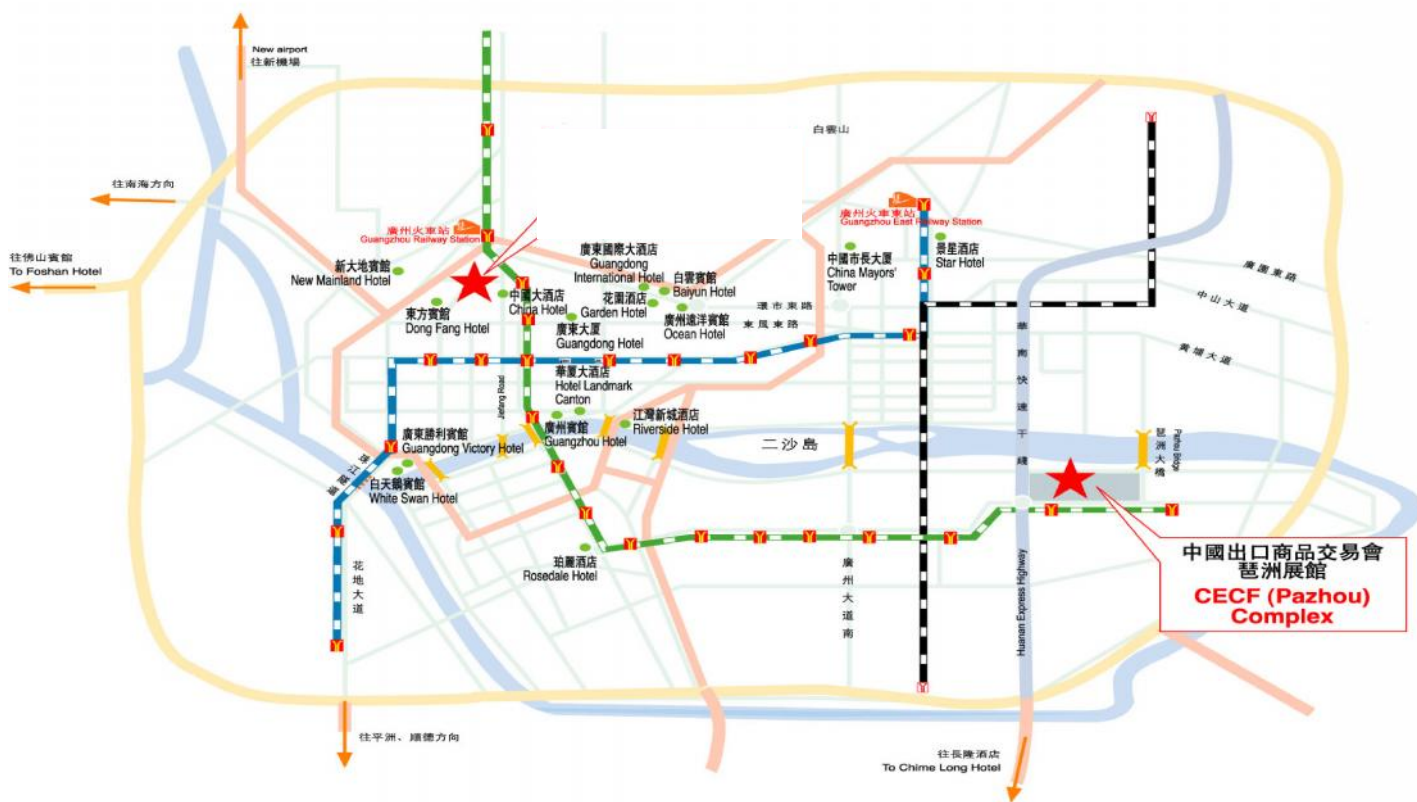 New airport
往新機場
白雲山
往南海方向
廣州火車站
Guangzhou Railway Station
廣州火車東站
Guangzhou East Railway Station
往佛山賓館
To Foshan Hotel
新大地賓館
New Mainland Hotel
廣東國際大酒店
Guangdong
International Hotel
中國市長大厦
China Mayors'
Tower
景星酒店
Star Hotel
廣園東路
白雲賓館
Baiyun Hotel
中國大酒店
China Hotel
花園酒店
Garden Hotel
環市東路
中山大道
東方賓館
Dong Fang Hotel
廣東大厦
Guangdong Hotel
廣州遠洋賓館
Ocean Hotel
東風東路
黃埔大道
華南快速干綫
華厦大酒店
Hotel Landmark
Canton
Jiefang Road
江灣新城酒店
Riverside Hotel
廣州賓館
Guangzhou Hotel
廣東勝利賓館
Guangdong Victory Hotel
二沙島
琶洲大橋
Pazhou Bridge
珠江隧道
白天鵝賓館
White Swan Hotel
珀麗酒店
Rosedale Hotel
花地大道
廣州大道南
Huanan Express Highway
中國出口商品交易會
琶洲展館
CECF (Pazhou)
Complex
往平洲、順德方向
往長隆酒店
To Chime Long Hotel